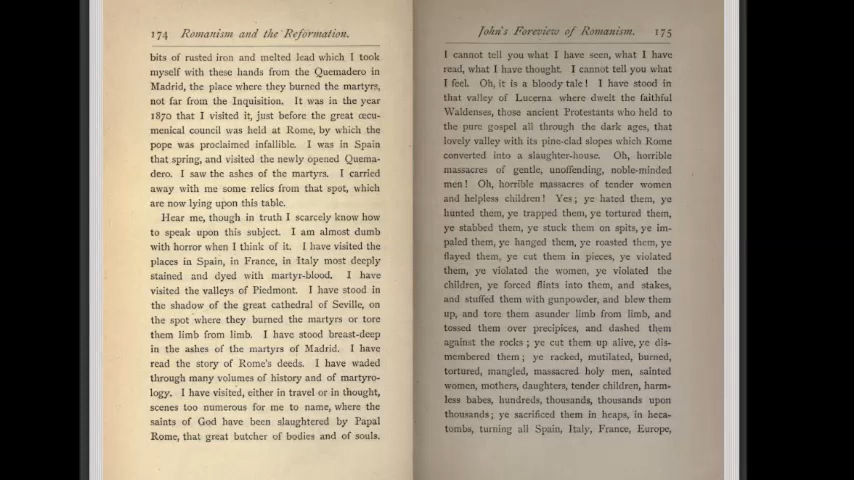 174 Romanism and the Reformation.
bits of rusted iron and melted lead which I took
myself with these hands from the Quemadero in
Madrid, the place where they burned the martyrs,
not far from the Inquisition. It was in the year
1870 that I visited it, just before the great œcu-
menical council was held at Rome, by which the
pope was proclaimed infallible. I was in Spain
that spring, and visited the newly opened Quema-
dero. I saw the ashes of the martyrs. I carried
away with me some relics from that spot, which
are now lying upon this table.
Hear me, though in truth I scarcely know how
to speak upon this subject. I am almost dumb
with horror when I think of it. I have visited the
places in Spain, in France, in Italy most deeply
stained and dyed with martyr-blood. I have
visited the valleys of Piedmont. I have stood in
the shadow of the great cathedral of Seville, on
the spot where they burned the martyrs or tore
them limb from limb. I have stood breast-deep
in the ashes of the martyrs of Madrid. I have
read the story of Rome's deeds. I have waded
through many volumes of history and of martyro-
logy. I have visited, either in travel or in thought,
scenes too numerous for me to name, where the
saints of God have been slaughtered by Papal
Rome, that great butcher of bodies and of souls.
John's Foreview of Romanism. 175
I cannot tell you what I have seen, what I have
read, what I have thought. I cannot tell you what
I feel. Oh, it is a bloody tale! I have stood in
that valley of Lucerna where dwelt the faithful
Waldenses, those ancient Protestants who held to
the pure gospel all through the dark ages, that
lovely valley with its pine-clad slopes which Rome
converted into a slaughter-house. Oh, horrible
massacres of gentle, unoffending, noble-minded
men! Oh, horrible massacres of tender women
and helpless children! Yes; ye hated them, ye
hunted them, ye trapped them, ye tortured them,
ye stabbed them, ye stuck them on spits, ye im-
paled them, ye hanged them, ye roasted them, ye
flayed them, ye cut them in pieces, ye violated
them, ye violated the women, ye violated the
children, ye forced flints into them, and stakes,
and stuffed them with gunpowder, and blew them
up, and tore them asunder limb from limb, and
tossed them over precipices, and dashed them
against the rocks; ye cut them up alive, ye dis-
membered them; ye racked, mutilated, burned,
tortured, mangled, massacred holy men, sainted
women, mothers, daughters, tender children, harm-
less babes, hundreds, thousands, thousands upon
thousands; ye sacrificed them in heaps, in heca-
tombs, turning all Spain, Italy, France, Europe,